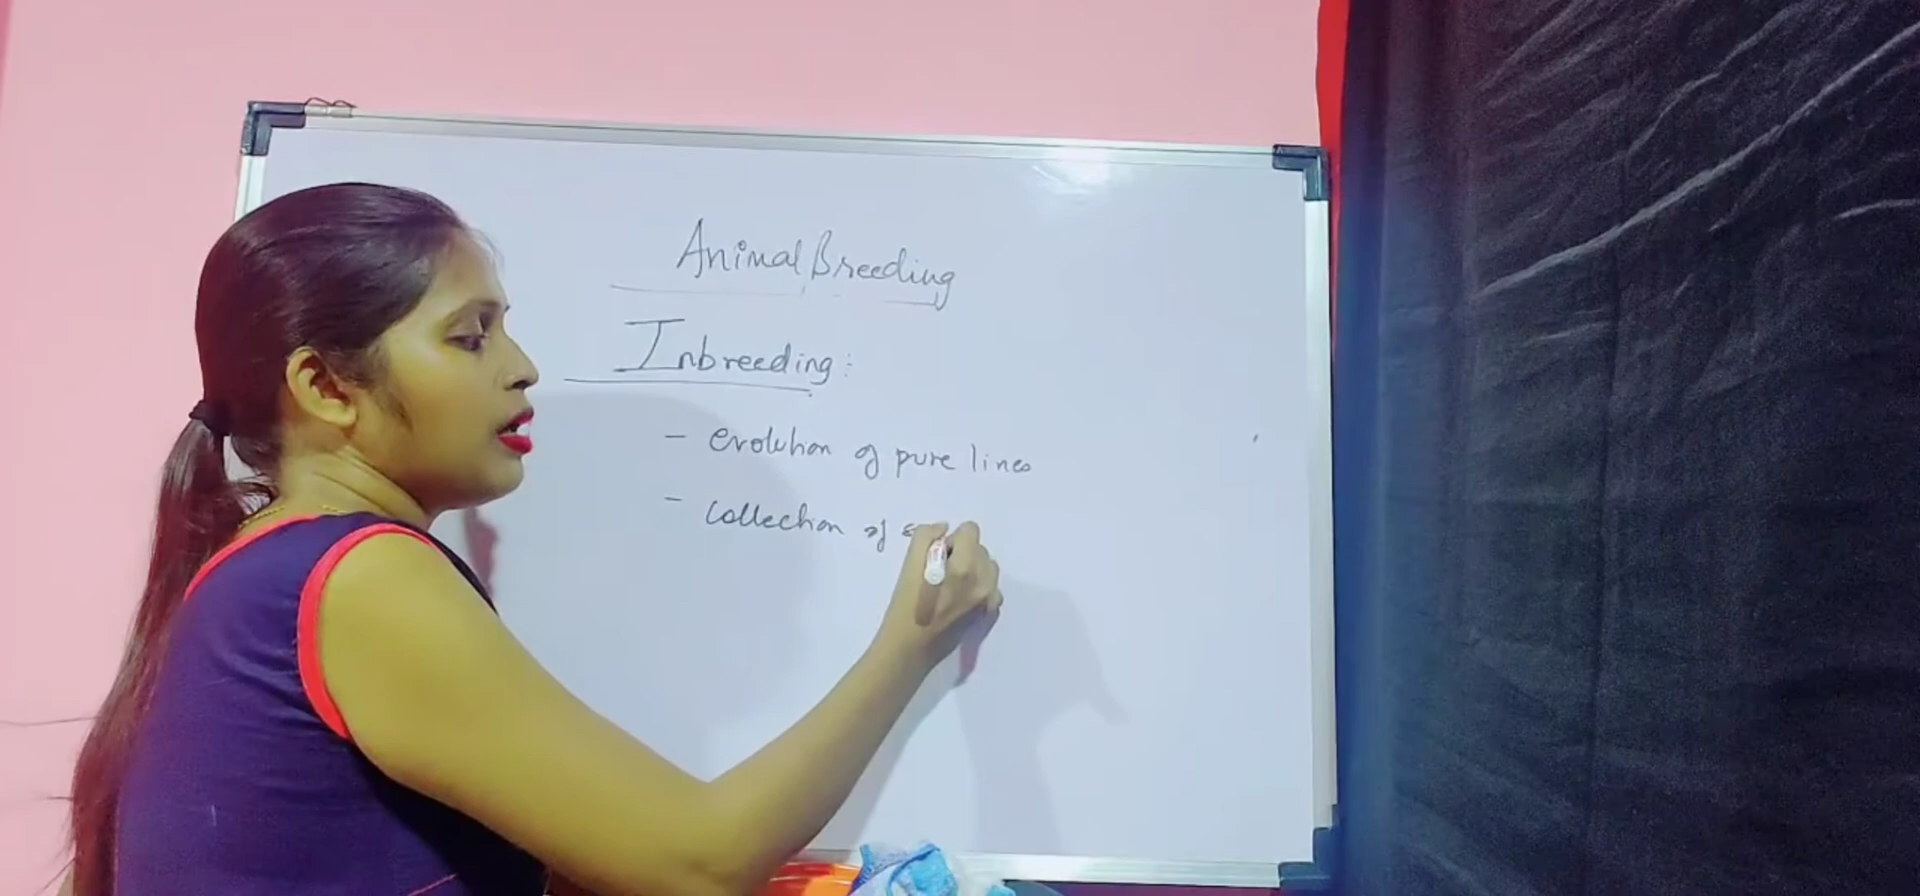 Animal Breeding
Inbreeding:
- evolution of pure lines
- collection of